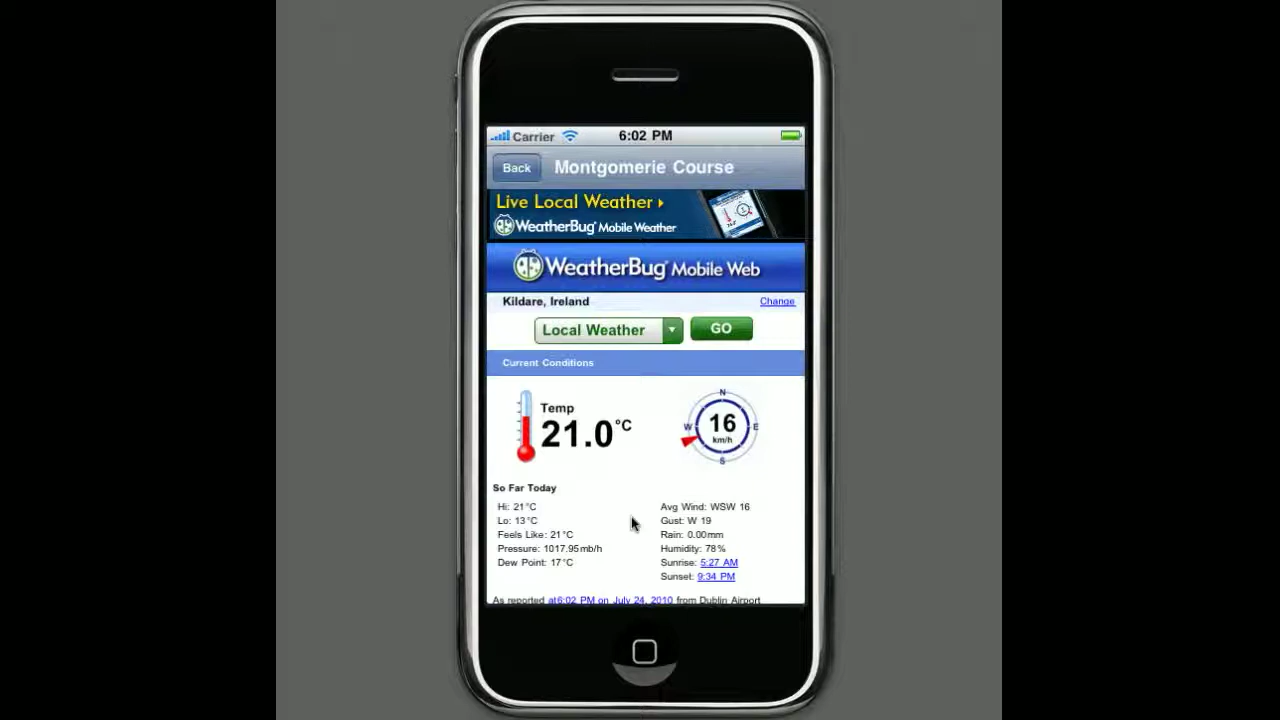 Carrier 6:02 PM
Back Montgomerie Course
Live Local Weather
WeatherBug® Mobile Weather
WeatherBug® Mobile Web
Kildare, Ireland Change
Local Weather GO
Current Conditions
Temp
21.0°C
N
W 16 E
km/h
S
So Far Today
Hi: 21°C Avg Wind: WSW 16
Lo: 13°C Gust: W 19
Feels Like: 21°C Rain: 0.00mm
Pressure: 1017.95mb/h Humidity: 78%
Dew Point: 17°C Sunrise: 5:27 AM
Sunset: 9:34 PM
As reported at6:02 PM on July 24, 2010 from Dublin Airport